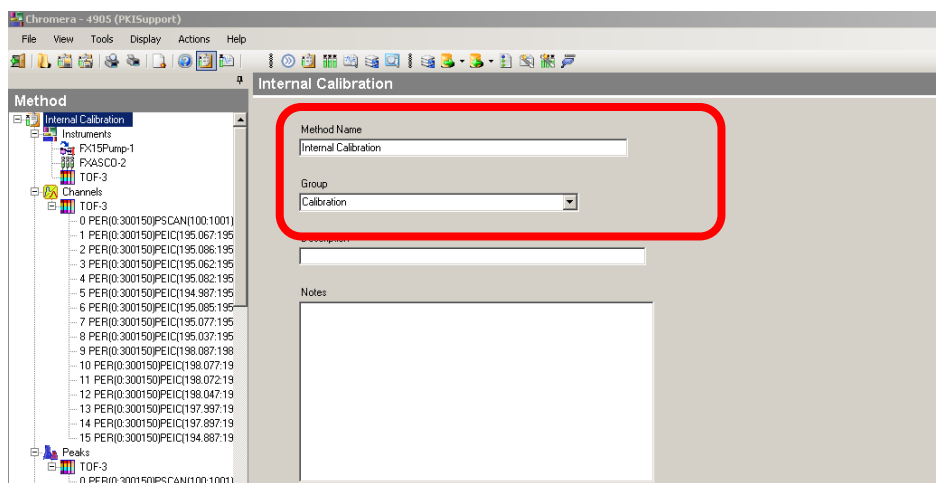 Chromera - 4905 (PKISupport)
File View Tools Display Actions Help
Internal Calibration
Method
Internal Calibration
Instruments
FX15Pump-1
FXASCO-2
TOF-3
Channels
TOF-3
0 PER(0:300150)PSCAN(100:1001)
1 PER(0:300150)PEIC(195.067:195
2 PER(0:300150)PEIC(195.086:195
3 PER(0:300150)PEIC(195.062:195
4 PER(0:300150)PEIC(195.082:195
5 PER(0:300150)PEIC(194.987:195
6 PER(0:300150)PEIC(195.085:195
7 PER(0:300150)PEIC(195.077:195
8 PER(0:300150)PEIC(195.037:195
9 PER(0:300150)PEIC(198.087:198
10 PER(0:300150)PEIC(198.077:19
11 PER(0:300150)PEIC(198.072:19
12 PER(0:300150)PEIC(198.047:19
13 PER(0:300150)PEIC(197.997:19
14 PER(0:300150)PEIC(197.897:19
15 PER(0:300150)PEIC(194.887:19
Peaks
TOF-3
0 PER(0:300150)PSCAN(100:1001)
Method Name
Internal Calibration
Group
Calibration
Description
Notes